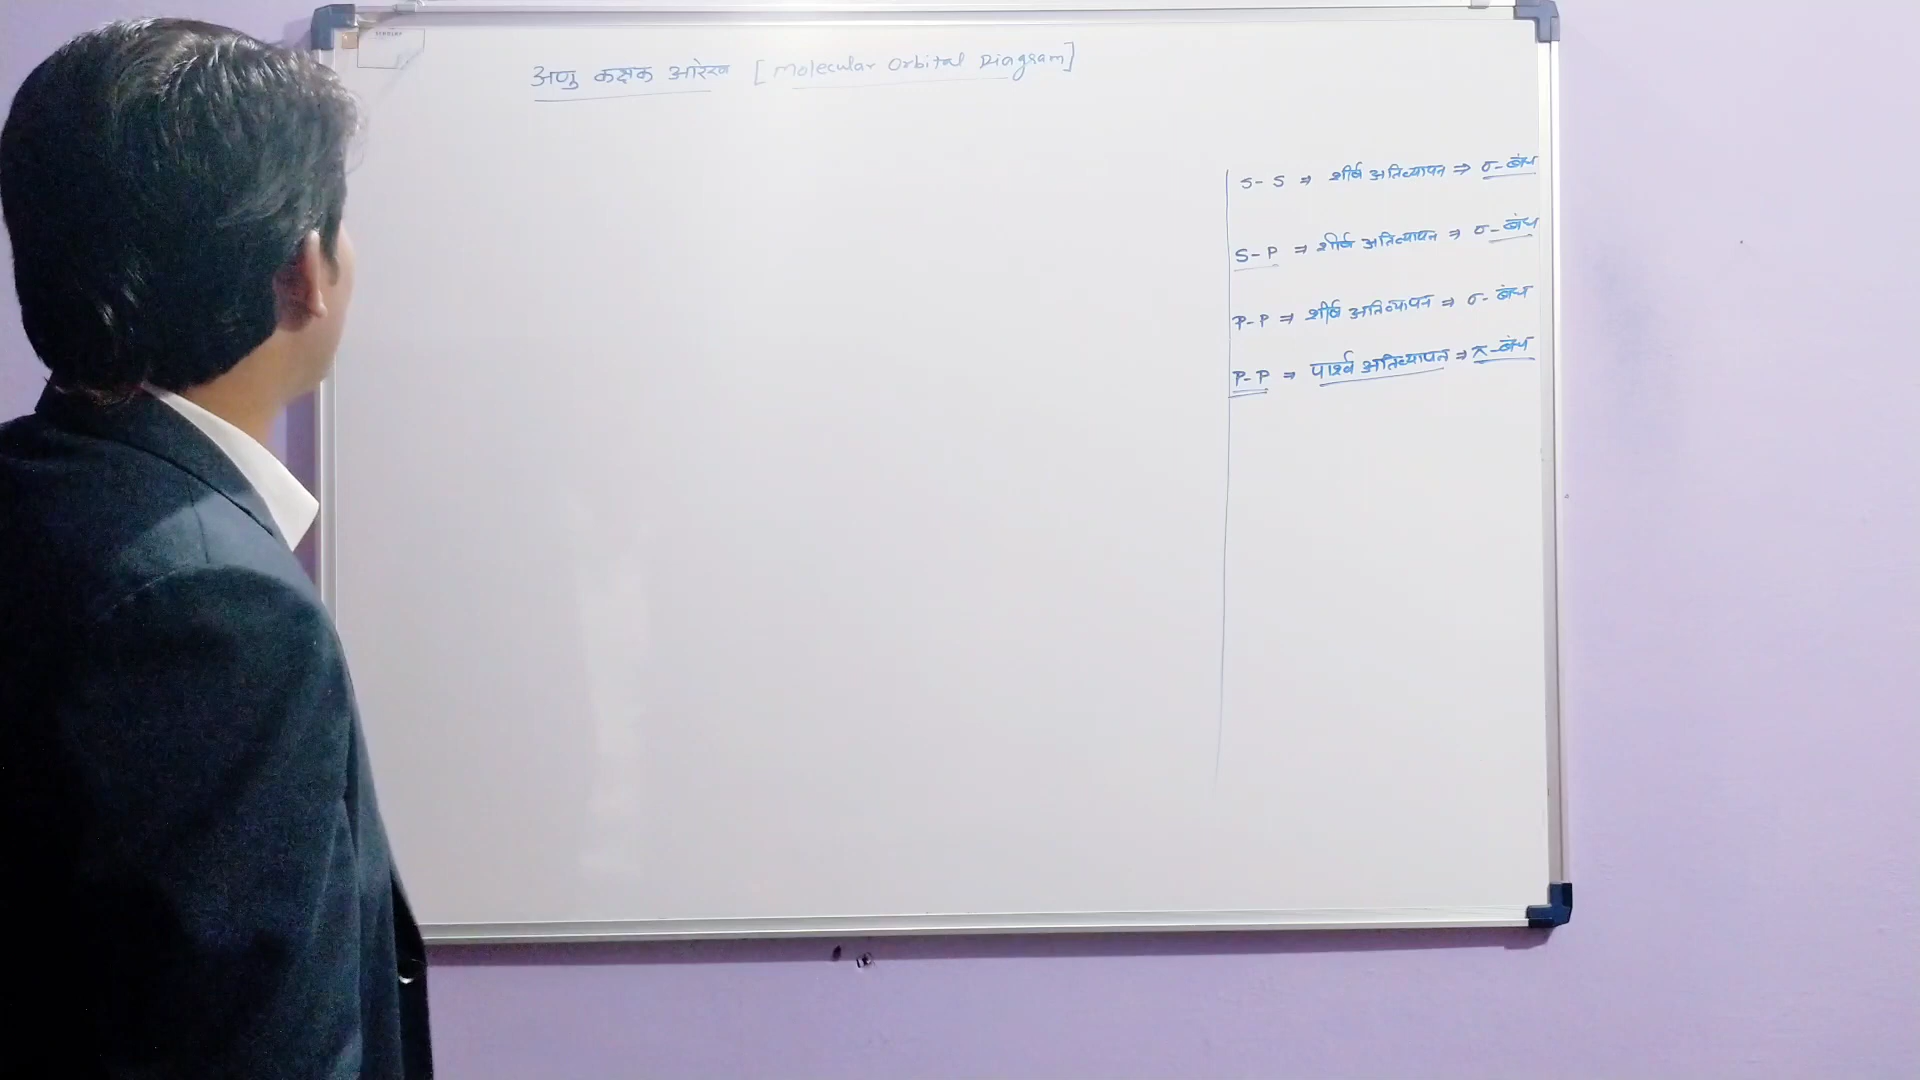 अणु कक्षक आरेख [Molecular Orbital Diagram]
S-S ⇒ शीर्ष अतिव्यापन ⇒ σ-बंध
S-P ⇒ शीर्ष अतिव्यापन ⇒ σ-बंध
P-P ⇒ शीर्ष अतिव्यापन ⇒ σ-बंध
P-P ⇒ पार्श्व अतिव्यापन ⇒ π-बंध